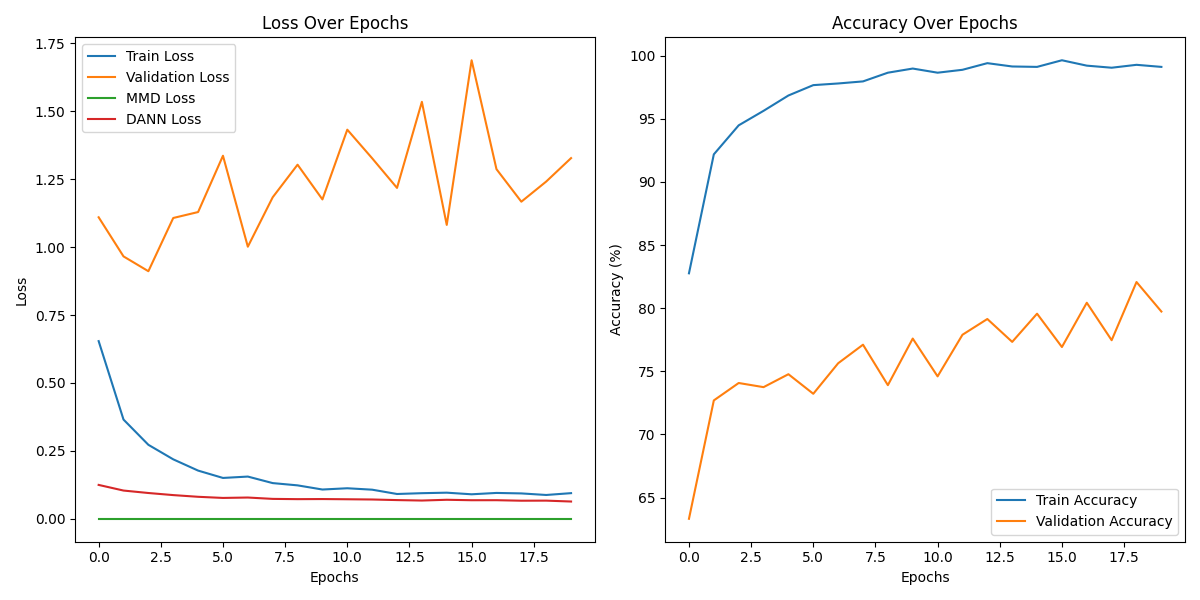 Loss Over Epochs
1.75
1.50
1.25
1.00
0.75
0.50
0.25
0.00
Loss
Train Loss
Validation Loss
MMD Loss
DANN Loss
0.0 2.5 5.0 7.5 10.0 12.5 15.0 17.5
Epochs
Accuracy Over Epochs
100
95
90
85
80
75
70
65
Accuracy (%)
Train Accuracy
Validation Accuracy
0.0 2.5 5.0 7.5 10.0 12.5 15.0 17.5
Epochs